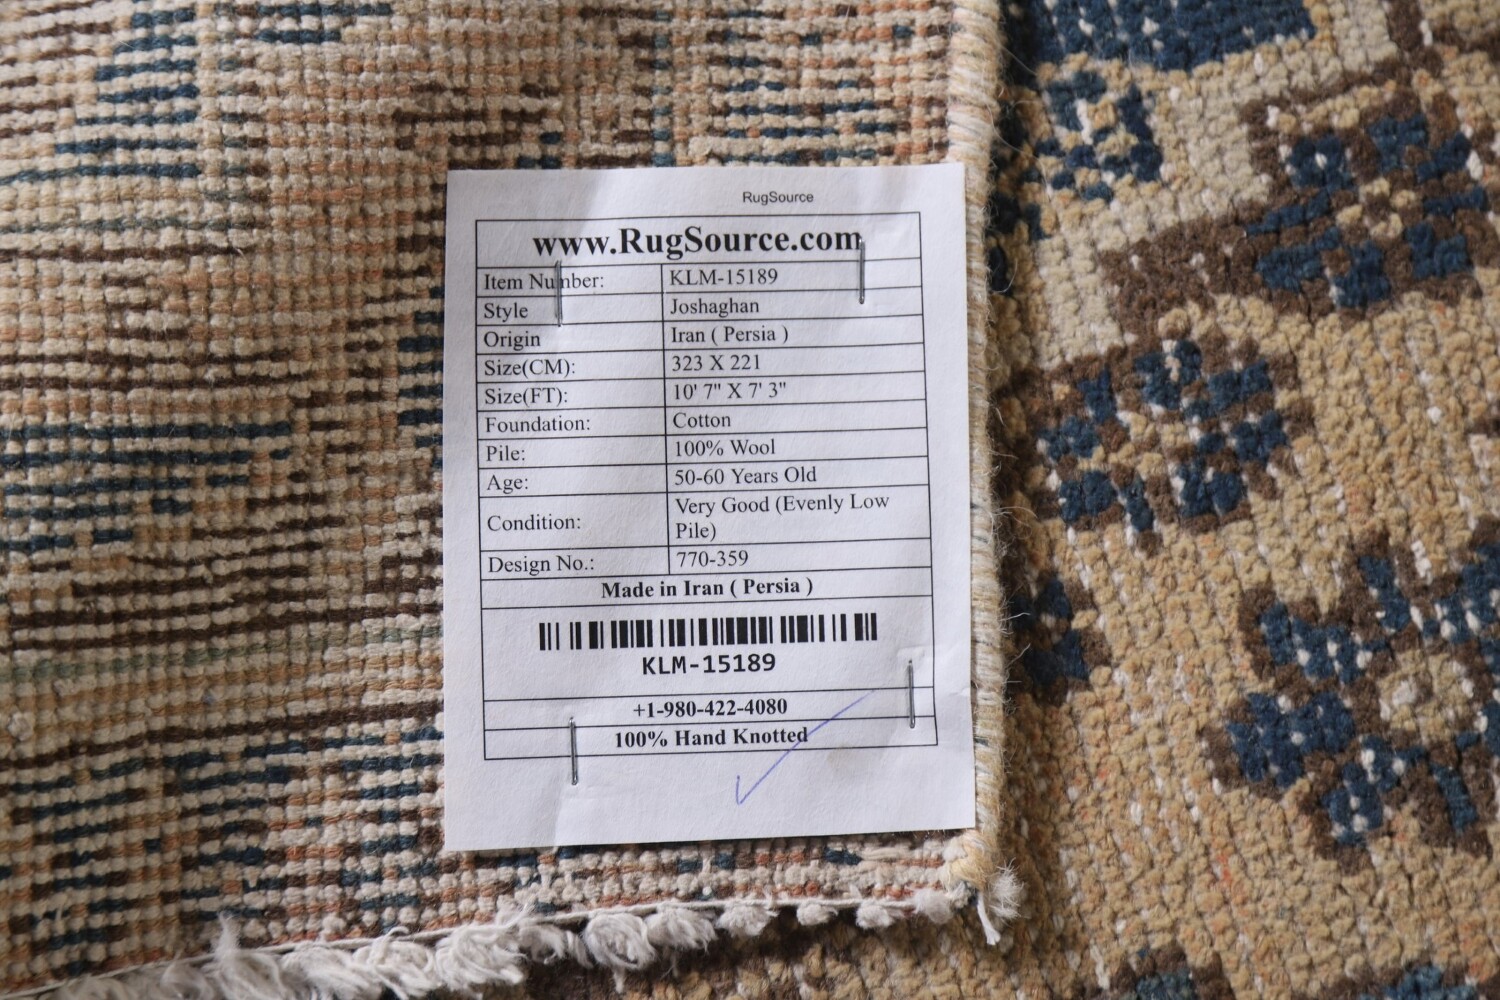 RugSource
www.RugSource.com
Item Number: KLM-15189
Style Joshaghan
Origin Iran ( Persia )
Size(CM): 323 X 221
Size(FT): 10' 7" X 7' 3"
Foundation: Cotton
Pile: 100% Wool
Age: 50-60 Years Old
Condition: Very Good (Evenly Low
Pile)
Design No.: 770-359
Made in Iran ( Persia )
KLM-15189
+1-980-422-4080
100% Hand Knotted